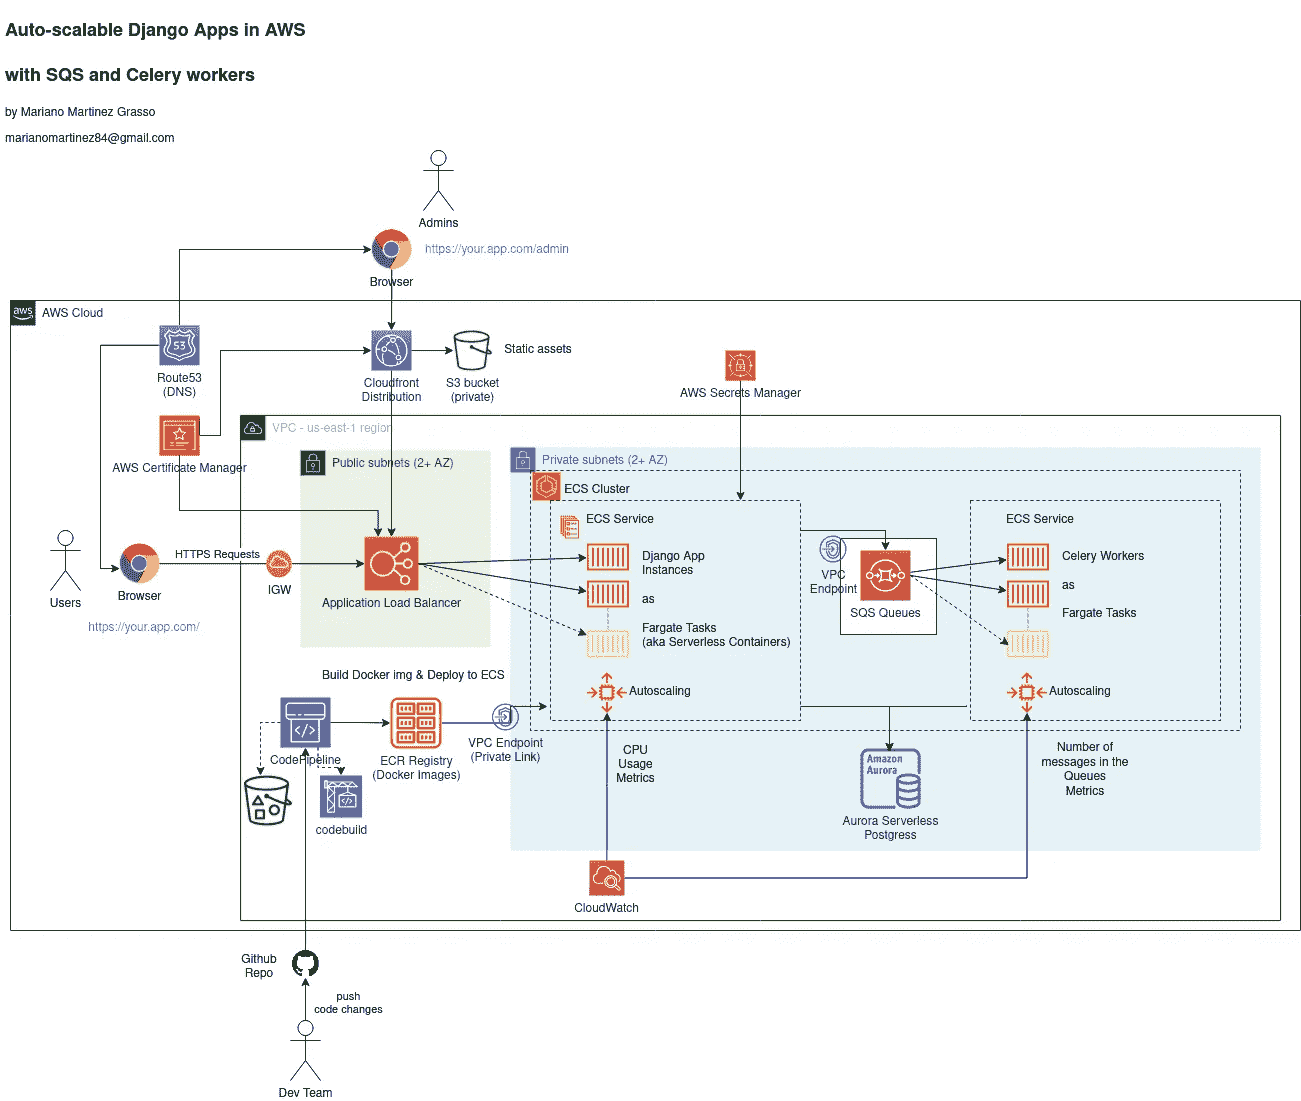 Auto-scalable Django Apps in AWS
with SQS and Celery workers
by Mariano Martinez Grasso
marianomartinez84@gmail.com
Admins
https://your.app.com/admin
Browser
aws
AWS Cloud
53
Route53
(DNS)
Cloudfront
Distribution
S3 bucket
(private)
Static assets
AWS Secrets Manager
AWS Certificate Manager
VPC - us-east-1 region
Public subnets (2+ AZ)
Private subnets (2+ AZ)
ECS Cluster
ECS Service
Django App
Instances
as
Fargate Tasks
(aka Serverless Containers)
Autoscaling
VPC
Endpoint
SQS Queues
ECS Service
Celery Workers
as
Fargate Tasks
Autoscaling
Users
Browser
https://your.app.com/
HTTPS Requests
IGW
Application Load Balancer
Build Docker img & Deploy to ECS
CodePipeline
codebuild
ECR Registry
(Docker Images)
VPC Endpoint
(Private Link)
CPU
Usage
Metrics
Amazon
Aurora
Aurora Serverless
Postgress
Number of
messages in the
Queues
Metrics
CloudWatch
Github
Repo
push
code changes
Dev Team